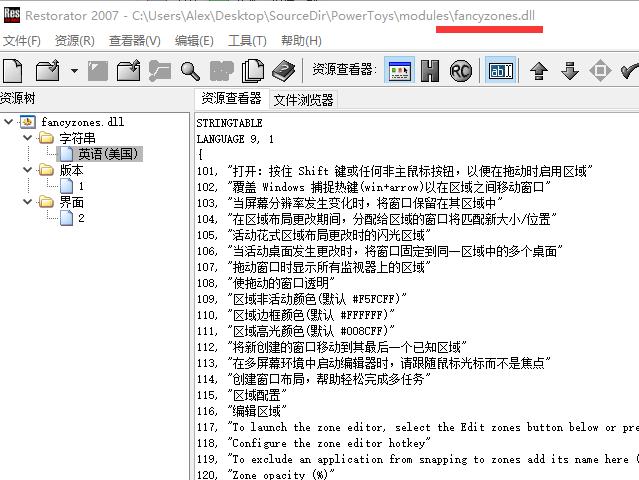 Restorator 2007 - C:\Users\Alex\Desktop\SourceDir\PowerToys\modules\fancyzones.dll
文件(F) 资源(R) 查看器(V) 编辑(E) 工具(T) 帮助(H)
资源查看器:
资源树
资源查看器 文件浏览器
fancyzones.dll
字符串
英语(美国)
版本
1
界面
2
STRINGTABLE
LANGUAGE 9, 1
{
101, "打开: 按住 Shift 键或任何非主鼠标按钮，以便在拖动时启用区域"
102, "覆盖 Windows 捕捉热键(win+arrow)以在区域之间移动窗口"
103, "当屏幕分辨率发生变化时，将窗口保留在其区域中"
104, "在区域布局更改期间，分配给区域的窗口将匹配新大小/位置"
105, "活动花式区域布局更改时的闪光区域"
106, "当活动桌面发生更改时，将窗口固定到同一区域中的多个桌面"
107, "拖动窗口时显示所有监视器上的区域"
108, "使拖动的窗口透明"
109, "区域非活动颜色(默认 #F5FCFF)"
110, "区域边框颜色(默认 #FFFFFF)"
111, "区域高光颜色(默认 #008CFF)"
112, "将新创建的窗口移动到其最后一个已知区域"
113, "在多屏幕环境中启动编辑器时，请跟随鼠标光标而不是焦点"
114, "创建窗口布局，帮助轻松完成多任务"
115, "区域配置"
116, "编辑区域"
117, "To launch the zone editor, select the Edit zones button below or pre
118, "Configure the zone editor hotkey"
119, "To exclude an application from snapping to zones add its name here (
120, "Zone opacity (%)"